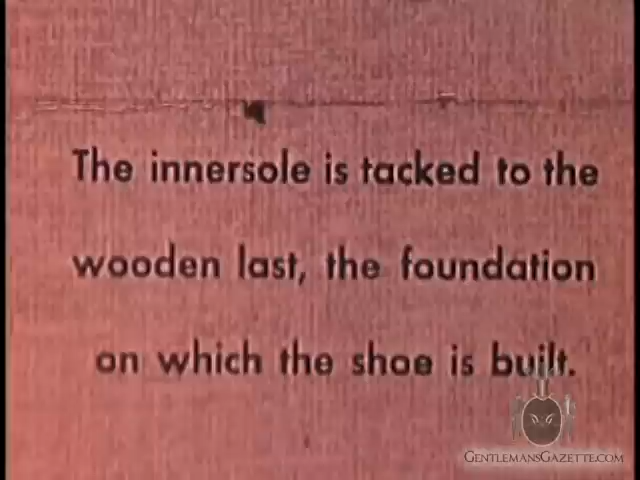 The innersole is tacked to the
wooden last, the foundation
on which the shoe is built.
GENTLEMANSGAZETTE.COM